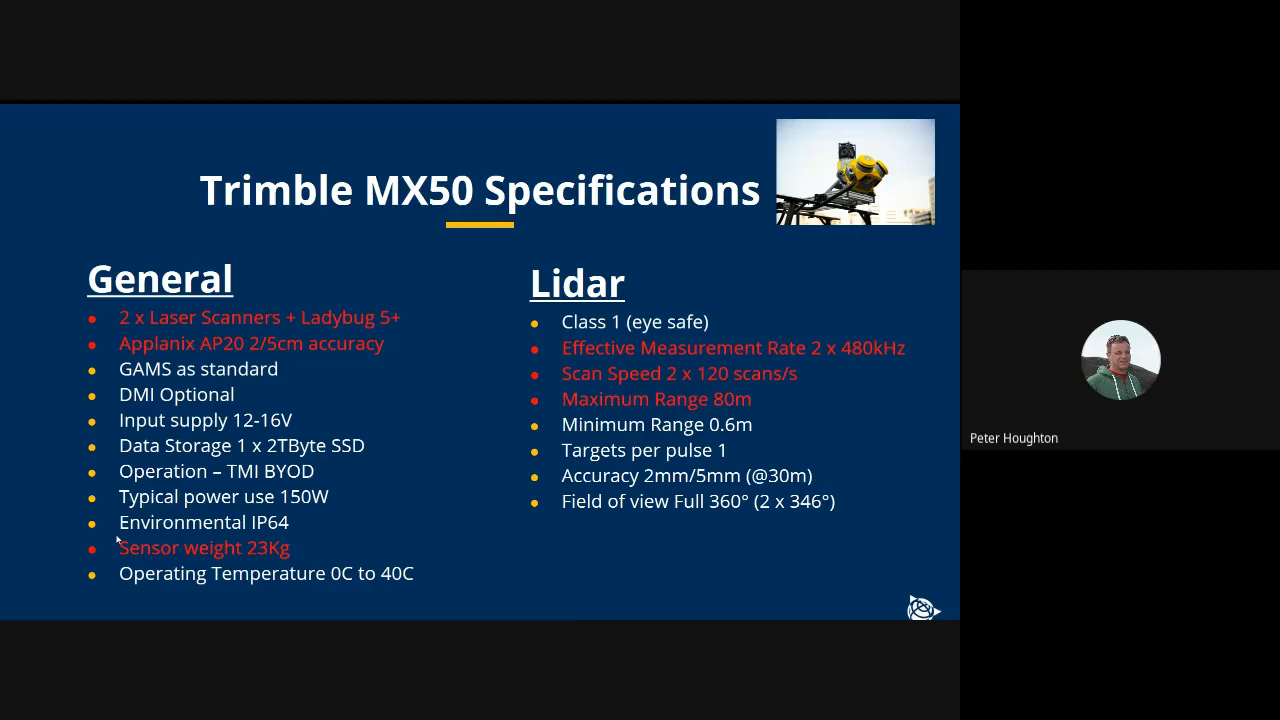 Trimble MX50 Specifications
General
2 x Laser Scanners + Ladybug 5+
Applanix AP20 2/5cm accuracy
GAMS as standard
DMI Optional
Input supply 12-16V
Data Storage 1 x 2TByte SSD
Operation – TMI BYOD
Typical power use 150W
Environmental IP64
Sensor weight 23Kg
Operating Temperature 0C to 40C
Lidar
Class 1 (eye safe)
Effective Measurement Rate 2 x 480kHz
Scan Speed 2 x 120 scans/s
Maximum Range 80m
Minimum Range 0.6m
Targets per pulse 1
Accuracy 2mm/5mm (@30m)
Field of view Full 360° (2 x 346°)
Peter Houghton